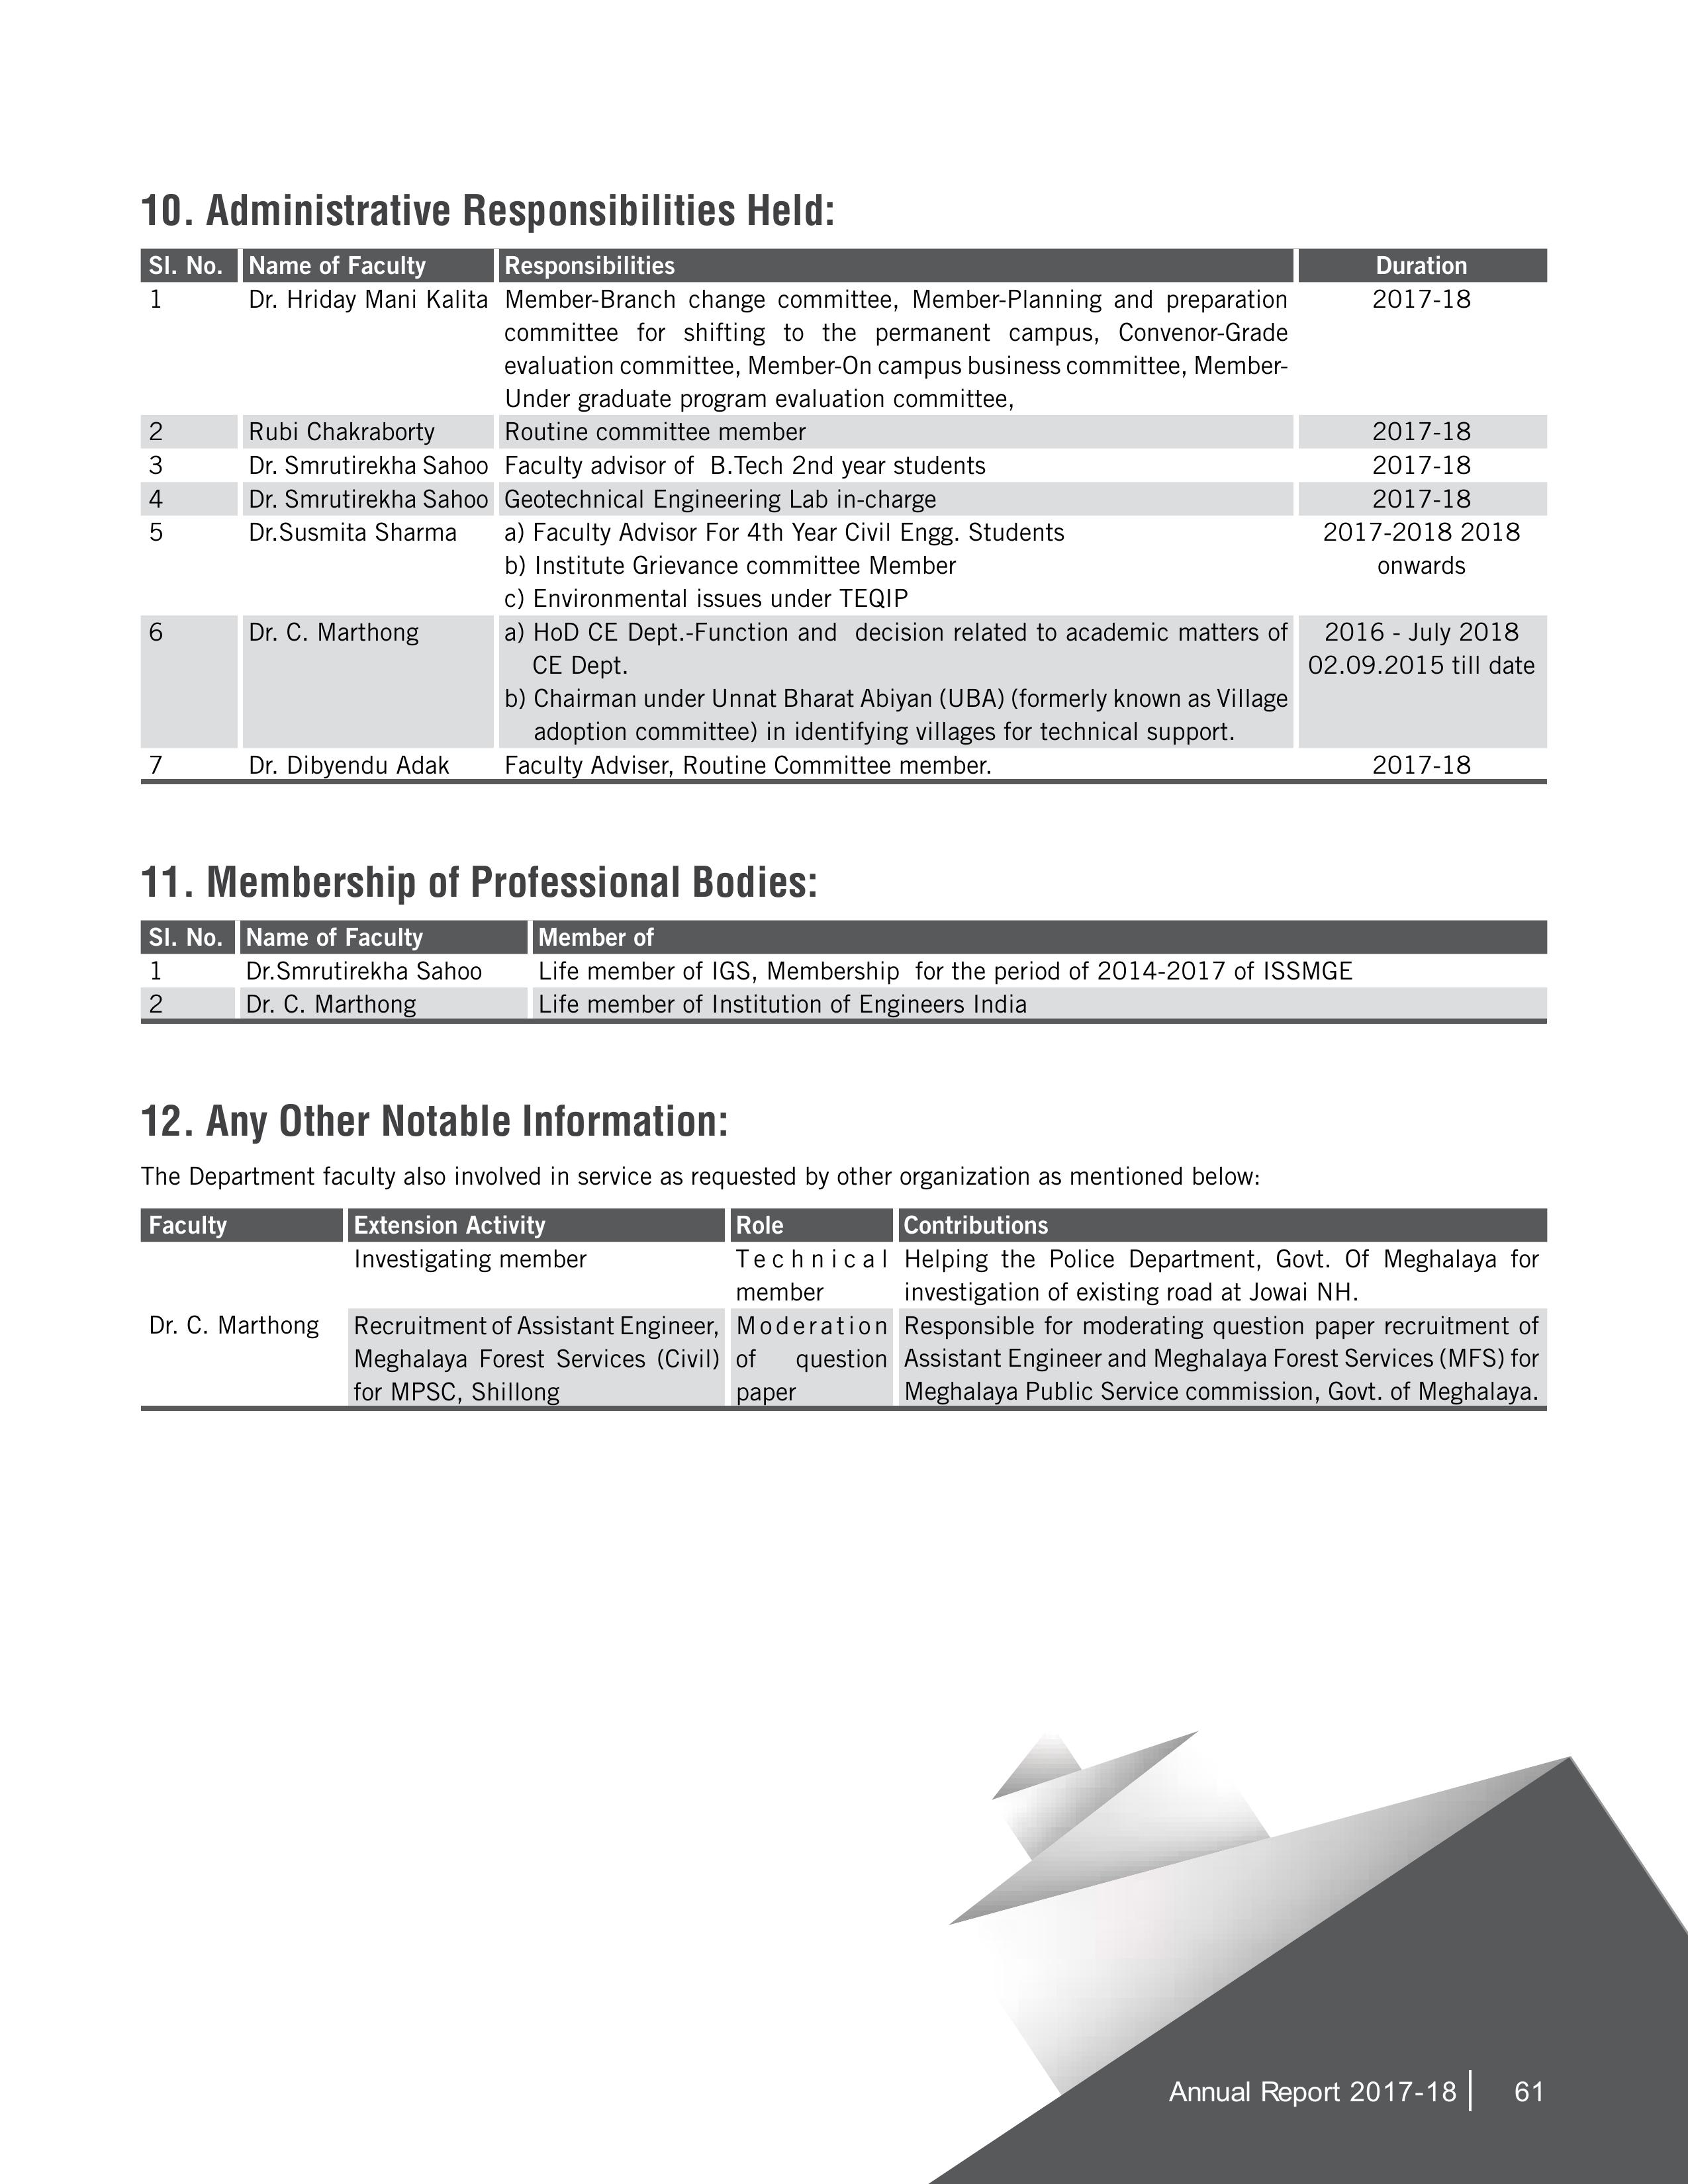 10. Administrative Responsibilities Held:
Sl. No. Name of Faculty Responsibilities Duration
1 Dr. Hriday Mani Kalita Member-Branch change committee, Member-Planning and preparation 2017-18
committee for shifting to the permanent campus, Convenor-Grade
evaluation committee, Member-On campus business committee, Member-
Under graduate program evaluation committee,
2 Rubi Chakraborty Routine committee member 2017-18
3 Dr. Smrutirekha Sahoo Faculty advisor of B.Tech 2nd year students 2017-18
4 Dr. Smrutirekha Sahoo Geotechnical Engineering Lab in-charge 2017-18
5 Dr.Susmita Sharma a) Faculty Advisor For 4th Year Civil Engg. Students 2017-2018 2018
b) Institute Grievance committee Member onwards
c) Environmental issues under TEQIP
6 Dr. C. Marthong a) HoD CE Dept.-Function and decision related to academic matters of 2016 - July 2018
CE Dept. 02.09.2015 till date
b) Chairman under Unnat Bharat Abiyan (UBA) (formerly known as Village
adoption committee) in identifying villages for technical support.
7 Dr. Dibyendu Adak Faculty Adviser, Routine Committee member. 2017-18
11. Membership of Professional Bodies:
Sl. No. Name of Faculty Member of
1 Dr.Smrutirekha Sahoo Life member of IGS, Membership for the period of 2014-2017 of ISSMGE
2 Dr. C. Marthong Life member of Institution of Engineers India
12. Any Other Notable Information:
The Department faculty also involved in service as requested by other organization as mentioned below:
Faculty Extension Activity Role Contributions
Investigating member Technical Helping the Police Department, Govt. Of Meghalaya for
member investigation of existing road at Jowai NH.
Dr. C. Marthong Recruitment of Assistant Engineer, Moderation Responsible for moderating question paper recruitment of
Meghalaya Forest Services (Civil) of question Assistant Engineer and Meghalaya Forest Services (MFS) for
for MPSC, Shillong paper Meghalaya Public Service commission, Govt. of Meghalaya.
Annual Report 2017-18 61